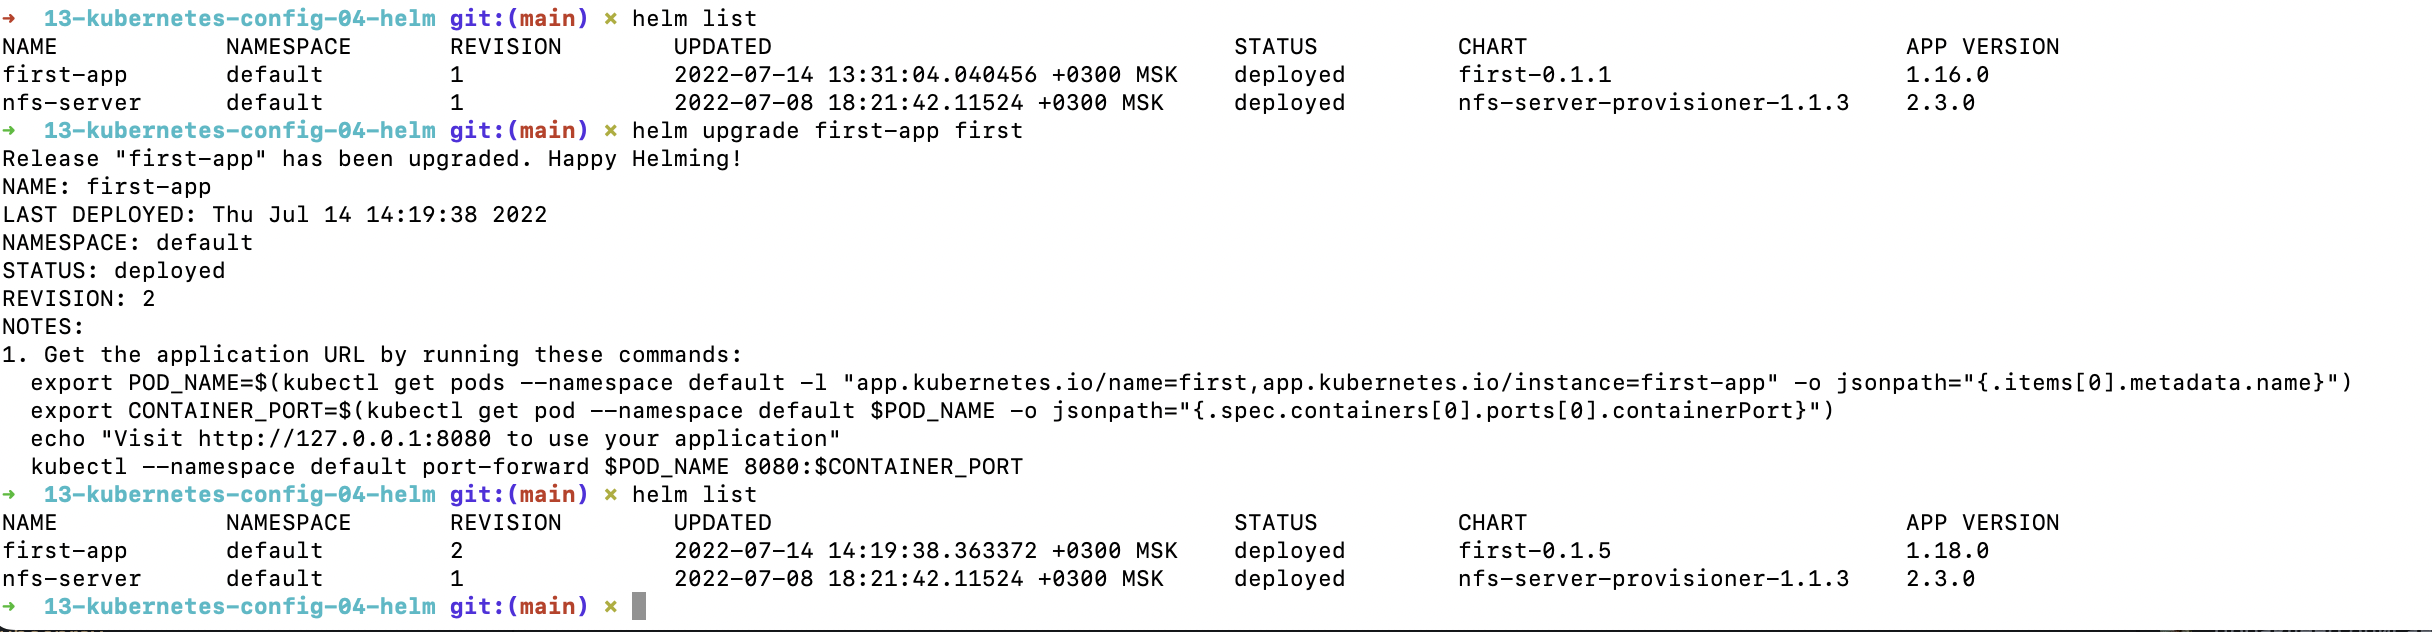 ➜  13-kubernetes-config-04-helm git:(main) ✗ helm list
NAME            NAMESPACE       REVISION        UPDATED                                 STATUS          CHART                           APP VERSION
first-app       default         1               2022-07-14 13:31:04.040456 +0300 MSK    deployed        first-0.1.1                     1.16.0
nfs-server      default         1               2022-07-08 18:21:42.11524 +0300 MSK     deployed        nfs-server-provisioner-1.1.3    2.3.0
➜  13-kubernetes-config-04-helm git:(main) ✗ helm upgrade first-app first
Release "first-app" has been upgraded. Happy Helming!
NAME: first-app
LAST DEPLOYED: Thu Jul 14 14:19:38 2022
NAMESPACE: default
STATUS: deployed
REVISION: 2
NOTES:
1. Get the application URL by running these commands:
  export POD_NAME=$(kubectl get pods --namespace default -l "app.kubernetes.io/name=first,app.kubernetes.io/instance=first-app" -o jsonpath="{.items[0].metadata.name}")
  export CONTAINER_PORT=$(kubectl get pod --namespace default $POD_NAME -o jsonpath="{.spec.containers[0].ports[0].containerPort}")
  echo "Visit http://127.0.0.1:8080 to use your application"
  kubectl --namespace default port-forward $POD_NAME 8080:$CONTAINER_PORT
➜  13-kubernetes-config-04-helm git:(main) ✗ helm list
NAME            NAMESPACE       REVISION        UPDATED                                 STATUS          CHART                           APP VERSION
first-app       default         2               2022-07-14 14:19:38.363372 +0300 MSK    deployed        first-0.1.5                     1.18.0
nfs-server      default         1               2022-07-08 18:21:42.11524 +0300 MSK     deployed        nfs-server-provisioner-1.1.3    2.3.0
➜  13-kubernetes-config-04-helm git:(main) ✗